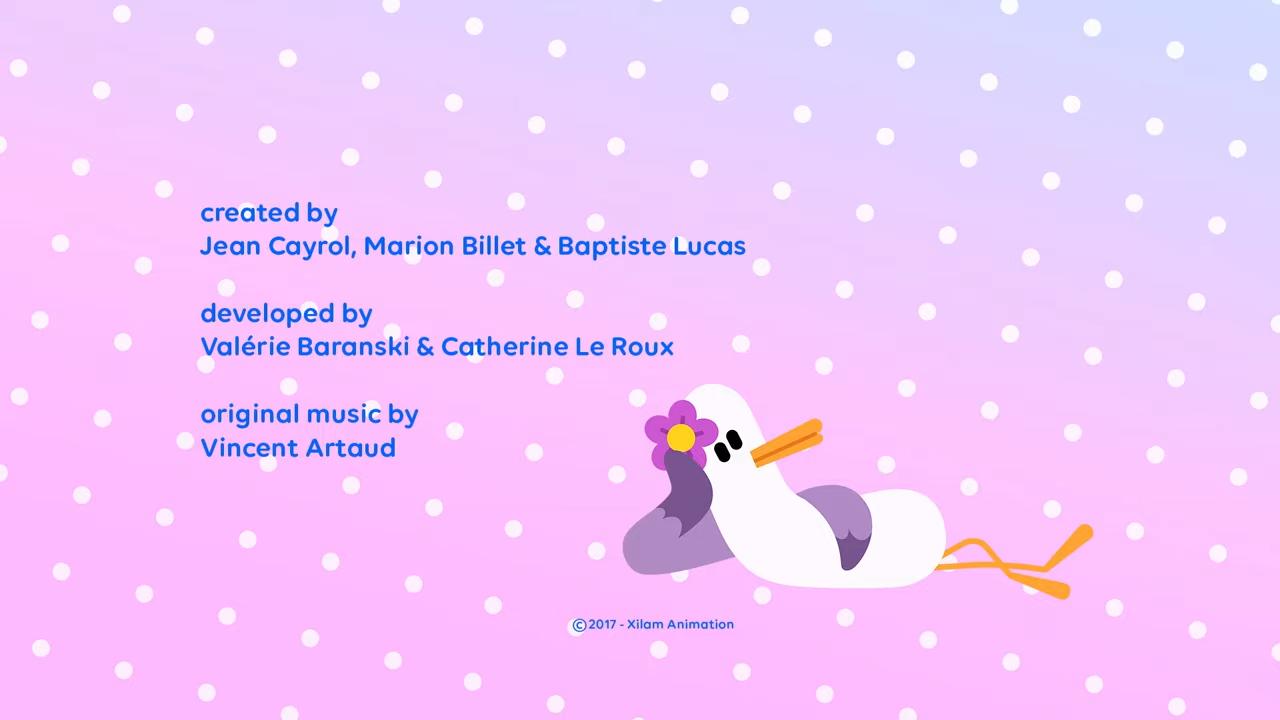 created by
Jean Cayrol, Marion Billet & Baptiste Lucas
developed by
Valérie Baranski & Catherine Le Roux
original music by
Vincent Artaud
©2017 - Xilam Animation